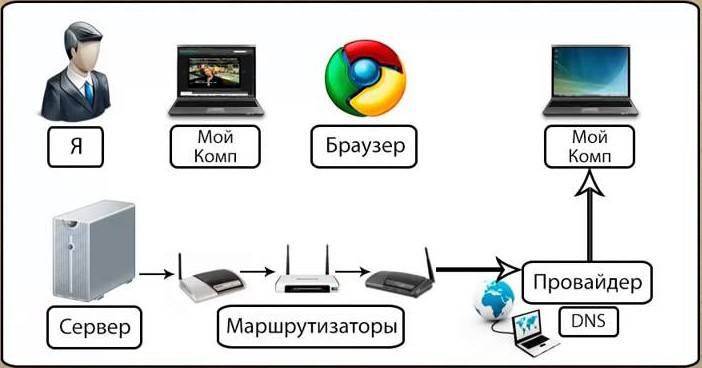 Я
Мой
Комп
Браузер
Мой
Комп
Сервер
Маршрутизаторы
Провайдер
DNS